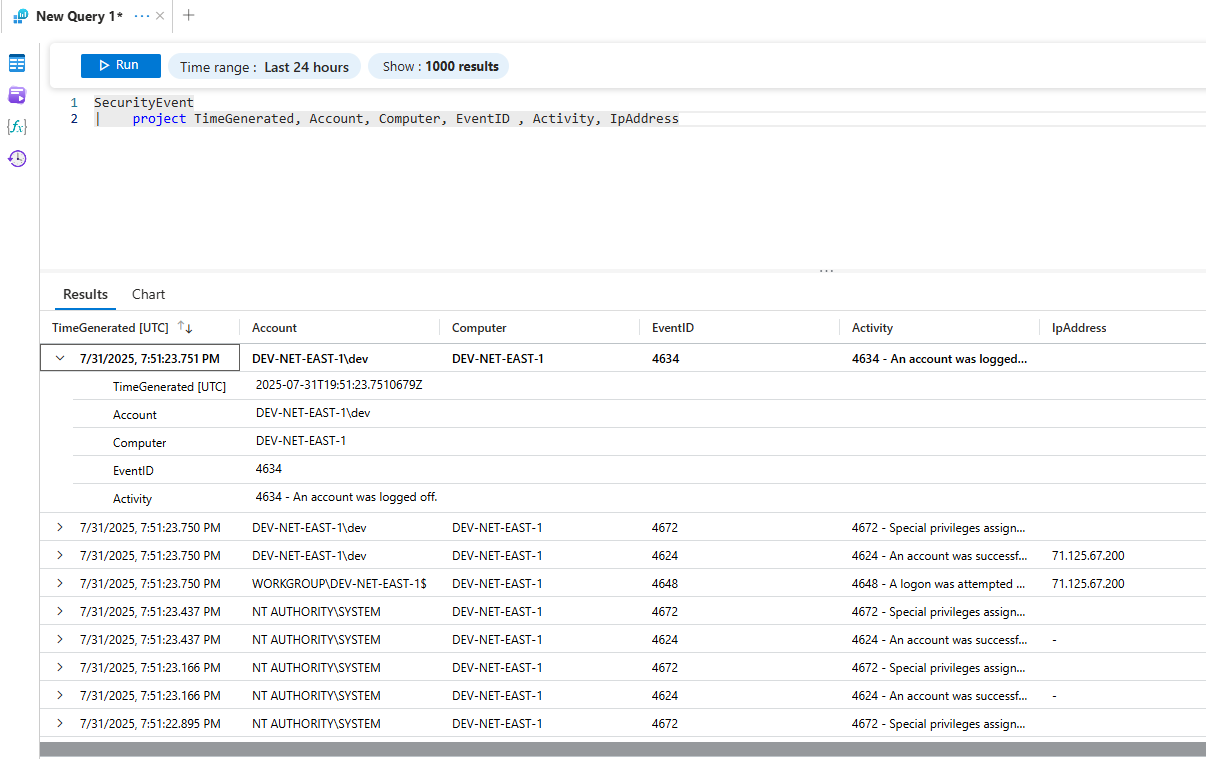 New Query 1* ···
Run
Time range : Last 24 hours
Show : 1000 results
1 SecurityEvent
2 | project TimeGenerated, Account, Computer, EventID , Activity, IpAddress
{fx}
...
Results Chart
TimeGenerated [UTC] Account Computer EventID Activity IpAddress
7/31/2025, 7:51:23.751 PM DEV-NET-EAST-1\dev DEV-NET-EAST-1 4634 4634 - An account was logged...
TimeGenerated [UTC] 2025-07-31T19:51:23.7510679Z
Account DEV-NET-EAST-1\dev
Computer DEV-NET-EAST-1
EventID 4634
Activity 4634 - An account was logged off.
7/31/2025, 7:51:23.750 PM DEV-NET-EAST-1\dev DEV-NET-EAST-1 4672 4672 - Special privileges assign...
7/31/2025, 7:51:23.750 PM DEV-NET-EAST-1\dev DEV-NET-EAST-1 4624 4624 - An account was successf... 71.125.67.200
7/31/2025, 7:51:23.750 PM WORKGROUP\DEV-NET-EAST-1$ DEV-NET-EAST-1 4648 4648 - A logon was attempted ... 71.125.67.200
7/31/2025, 7:51:23.437 PM NT AUTHORITY\SYSTEM DEV-NET-EAST-1 4672 4672 - Special privileges assign...
7/31/2025, 7:51:23.437 PM NT AUTHORITY\SYSTEM DEV-NET-EAST-1 4624 4624 - An account was successf... -
7/31/2025, 7:51:23.166 PM NT AUTHORITY\SYSTEM DEV-NET-EAST-1 4672 4672 - Special privileges assign...
7/31/2025, 7:51:23.166 PM NT AUTHORITY\SYSTEM DEV-NET-EAST-1 4624 4624 - An account was successf... -
7/31/2025, 7:51:22.895 PM NT AUTHORITY\SYSTEM DEV-NET-EAST-1 4672 4672 - Special privileges assign...